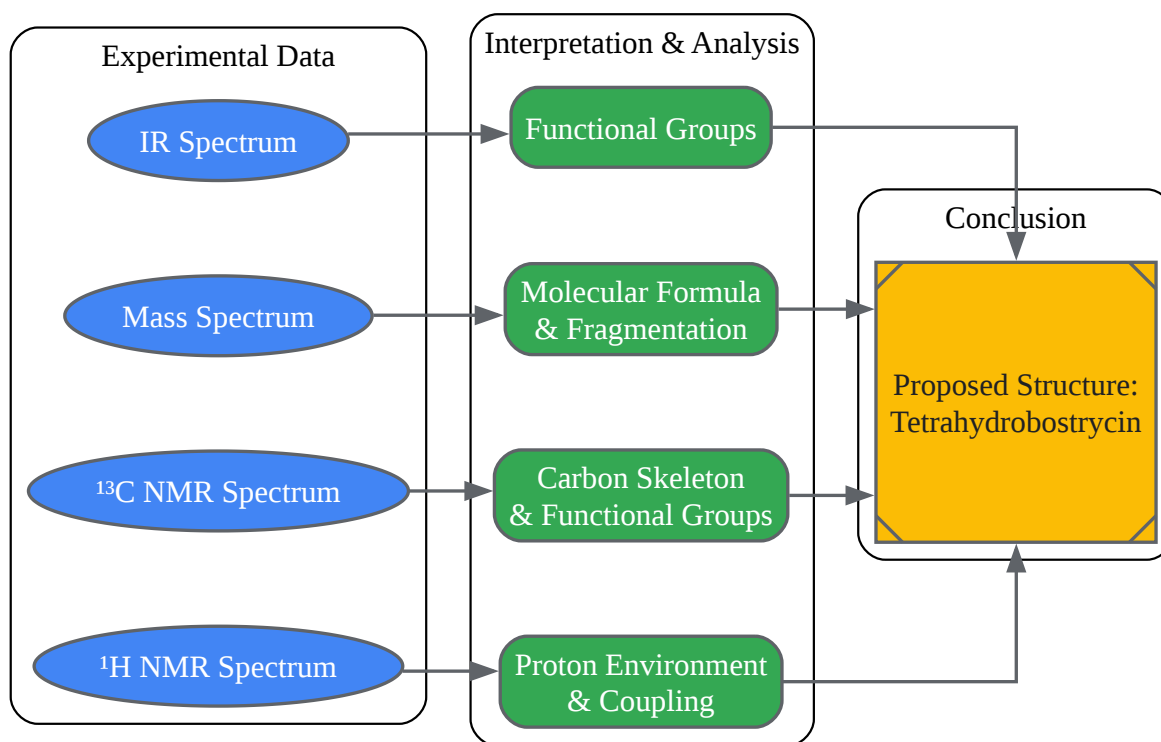 Experimental Data
IR Spectrum
Mass Spectrum
¹³C NMR Spectrum
¹H NMR Spectrum
Interpretation & Analysis
Functional Groups
Molecular Formula
& Fragmentation
Carbon Skeleton
& Functional Groups
Proton Environment
& Coupling
Conclusion
Proposed Structure:
Tetrahydrobostrycin